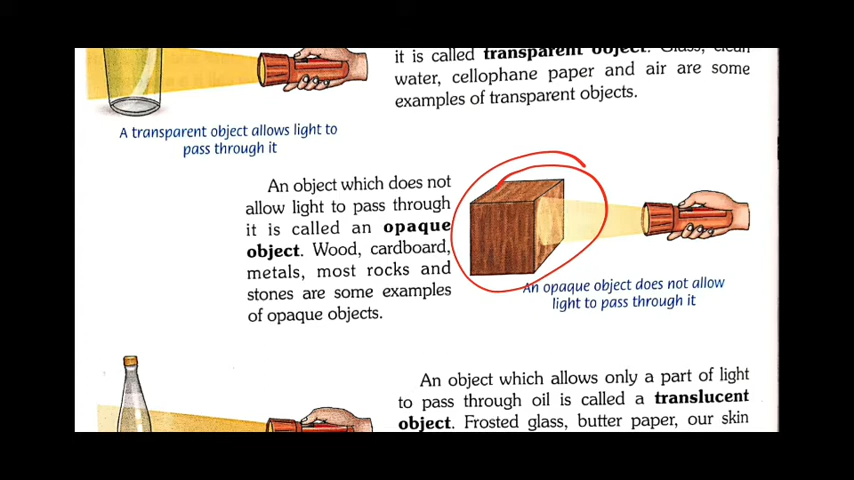 it is called transparent object. Glass, clean
water, cellophane paper and air are some
examples of transparent objects.
A transparent object allows light to
pass through it
An object which does not
allow light to pass through
it is called an opaque
object. Wood, cardboard,
metals, most rocks and
stones are some examples
of opaque objects.
An opaque object does not allow
light to pass through it
An object which allows only a part of light
to pass through oil is called a translucent
object. Frosted glass, butter paper, our skin